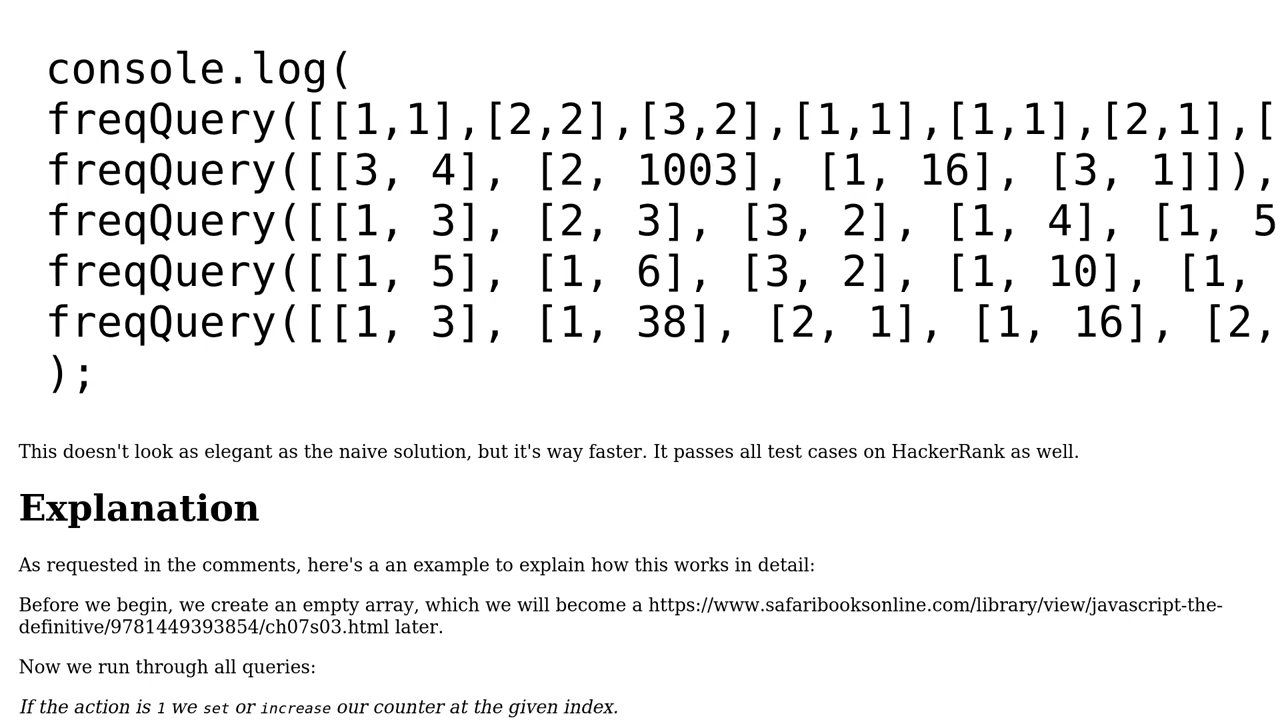 console.log(
freqQuery([[1,1],[2,2],[3,2],[1,1],[1,1],[2,1],[
freqQuery([[3, 4], [2, 1003], [1, 16], [3, 1]]),
freqQuery([[1, 3], [2, 3], [3, 2], [1, 4], [1, 5
freqQuery([[1, 5], [1, 6], [3, 2], [1, 10], [1,
freqQuery([[1, 3], [1, 38], [2, 1], [1, 16], [2,
);
This doesn't look as elegant as the naive solution, but it's way faster. It passes all test cases on HackerRank as well.
Explanation
As requested in the comments, here's a an example to explain how this works in detail:
Before we begin, we create an empty array, which we will become a https://www.safaribooksonline.com/library/view/javascript-the-
definitive/9781449393854/ch07s03.html later.
Now we run through all queries:
If the action is 1 we set or increase our counter at the given index.